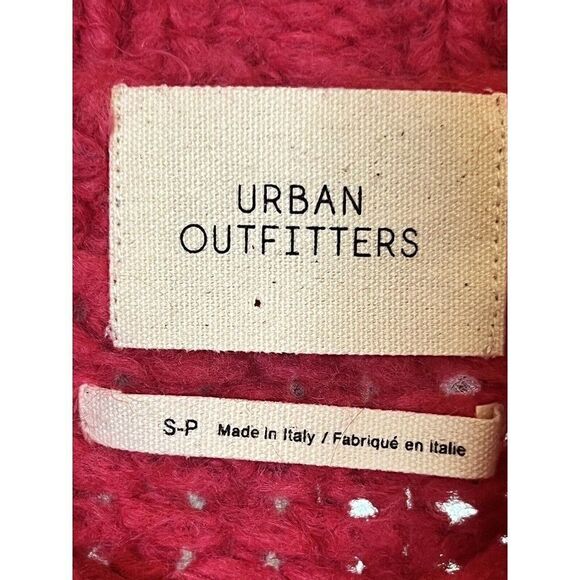 URBAN
OUTFITTERS
S-P Made in Italy / Fabriqué en Italie